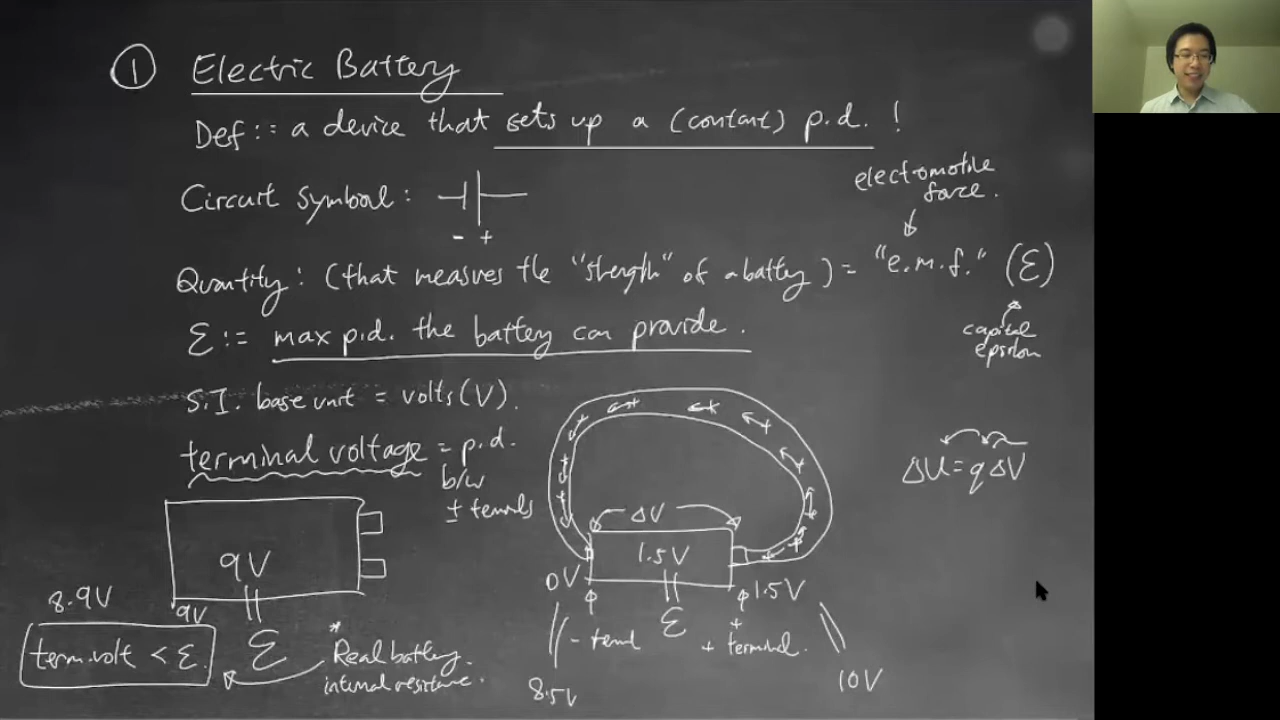 ① Electric Battery
Def:= a device that sets up a (constant) p.d. !
Circuit Symbol:
- +
electromotive
force.
Quantity: (that measures the "strength" of a battery) = "e.m.f." (Ɛ)
capital
epsilon
Ɛ := max p.d. the battery can provide.
S.I. base unit = volts (V).
terminal voltage = p.d.
b/w
± terminals
ΔU = qΔV
ΔV
9V
1.5V
0V
1.5V
8.9V
9V
Ɛ
Ɛ
- terminal
+
+ terminal.
term. volt < Ɛ.
* Real battery.
internal resistance.
8.5V
10V